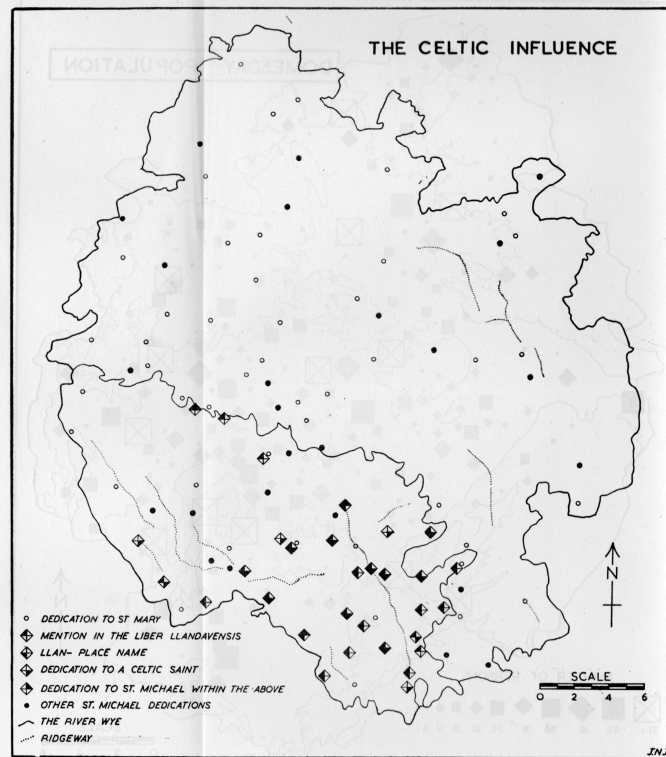 THE CELTIC INFLUENCE
DOMESDAY POPULATION
N
DEDICATION TO ST MARY
MENTION IN THE LIBER LLANDAVENSIS
LLAN- PLACE NAME
DEDICATION TO A CELTIC SAINT
DEDICATION TO ST. MICHAEL WITHIN THE ABOVE
OTHER ST. MICHAEL DEDICATIONS
THE RIVER WYE
RIDGEWAY
SCALE
0 2 4 6
J.N.J.